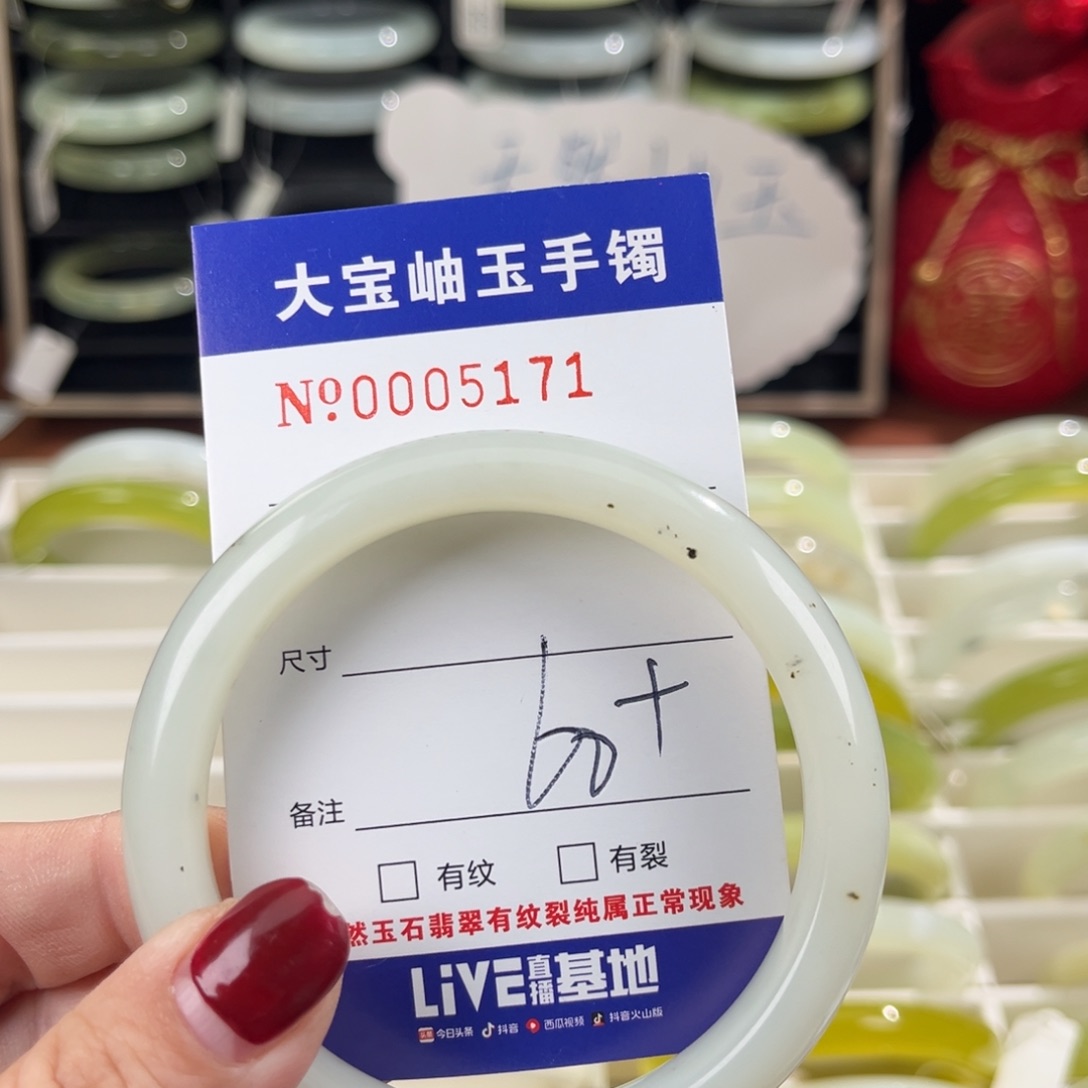 大宝岫玉手镯
Nº0005171
尺寸
60+
备注
□ 有纹 □ 有裂
然玉石翡翠有纹裂纯属正常现象
LiVE直播基地
头条 今日头条 抖音 西瓜视频 抖音火山版